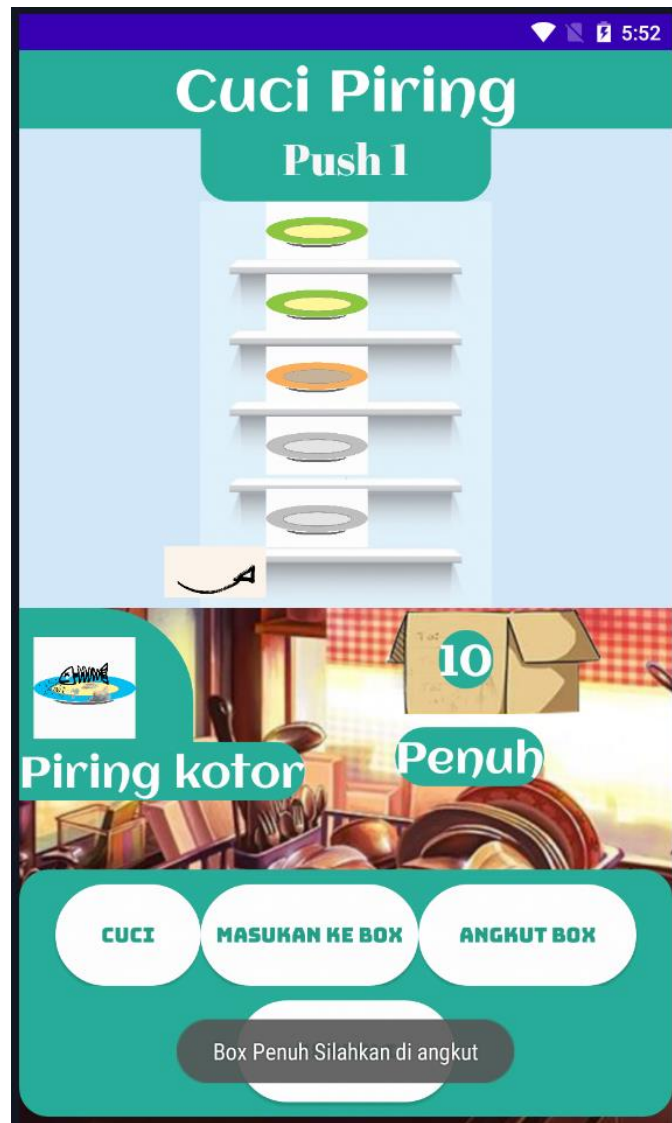 5:52
Cuci Piring
Push 1
10
Piring kotor
Penuh
CUCI
MASUKAN KE BOX
ANGKUT BOX
Box Penuh Silahkan di angkut